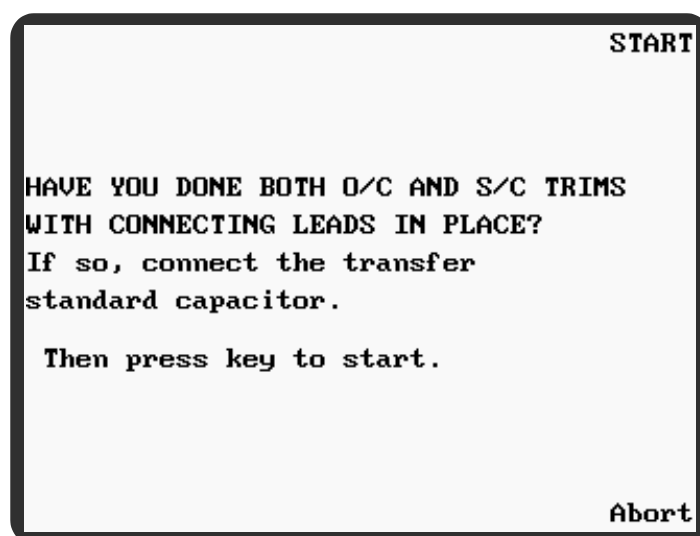 START
HAVE YOU DONE BOTH O/C AND S/C TRIMS
WITH CONNECTING LEADS IN PLACE?
If so, connect the transfer
standard capacitor.
Then press key to start.
Abort